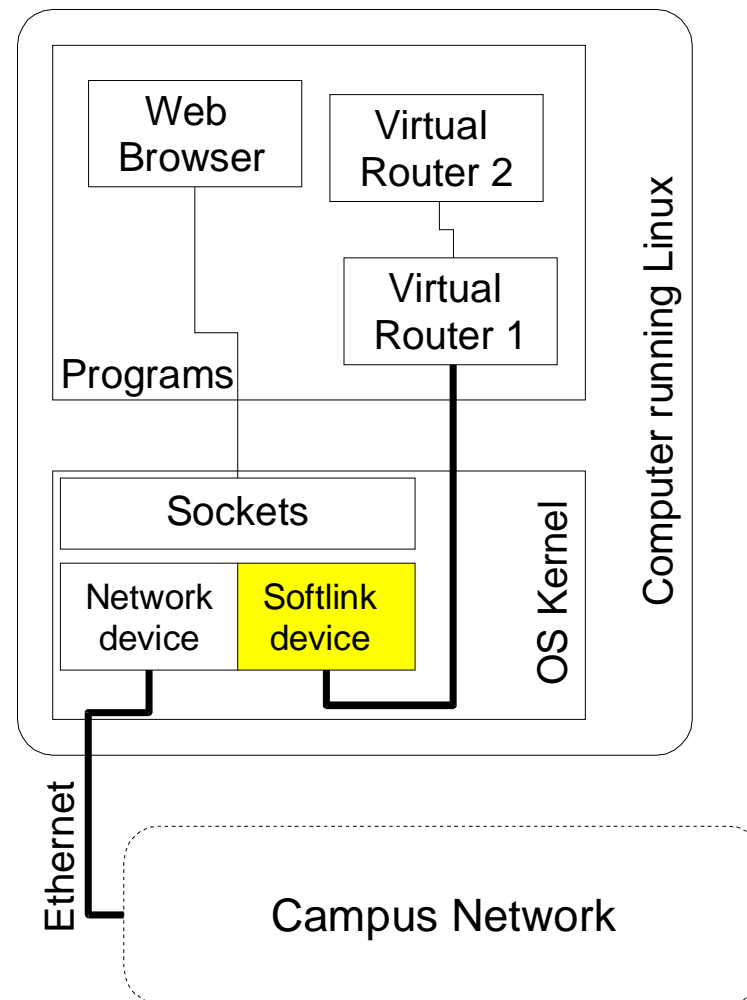 Web
Browser
Virtual
Router 2
Virtual
Router 1
Programs
Computer running Linux
Sockets
Network
device
Softlink
device
OS Kernel
Ethernet
Campus Network